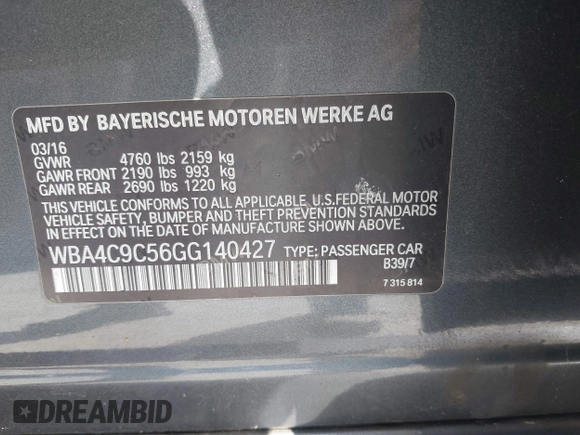 MFD BY BAYERISCHE MOTOREN WERKE AG
03/16
GVWR 4760 lbs 2159 kg
GAWR FRONT 2190 lbs 993 kg
GAWR REAR 2690 lbs 1220 kg
THIS VEHICLE CONFORMS TO ALL APPLICABLE U.S.FEDERAL MOTOR
VEHICLE SAFETY, BUMPER AND THEFT PREVENTION STANDARDS
IN EFFECT ON THE DATE OF MANUFACTURE SHOWN ABOVE.
WBA4C9C56GG140427 TYPE: PASSENGER CAR
B39/7
7 315 814
DREAMBID